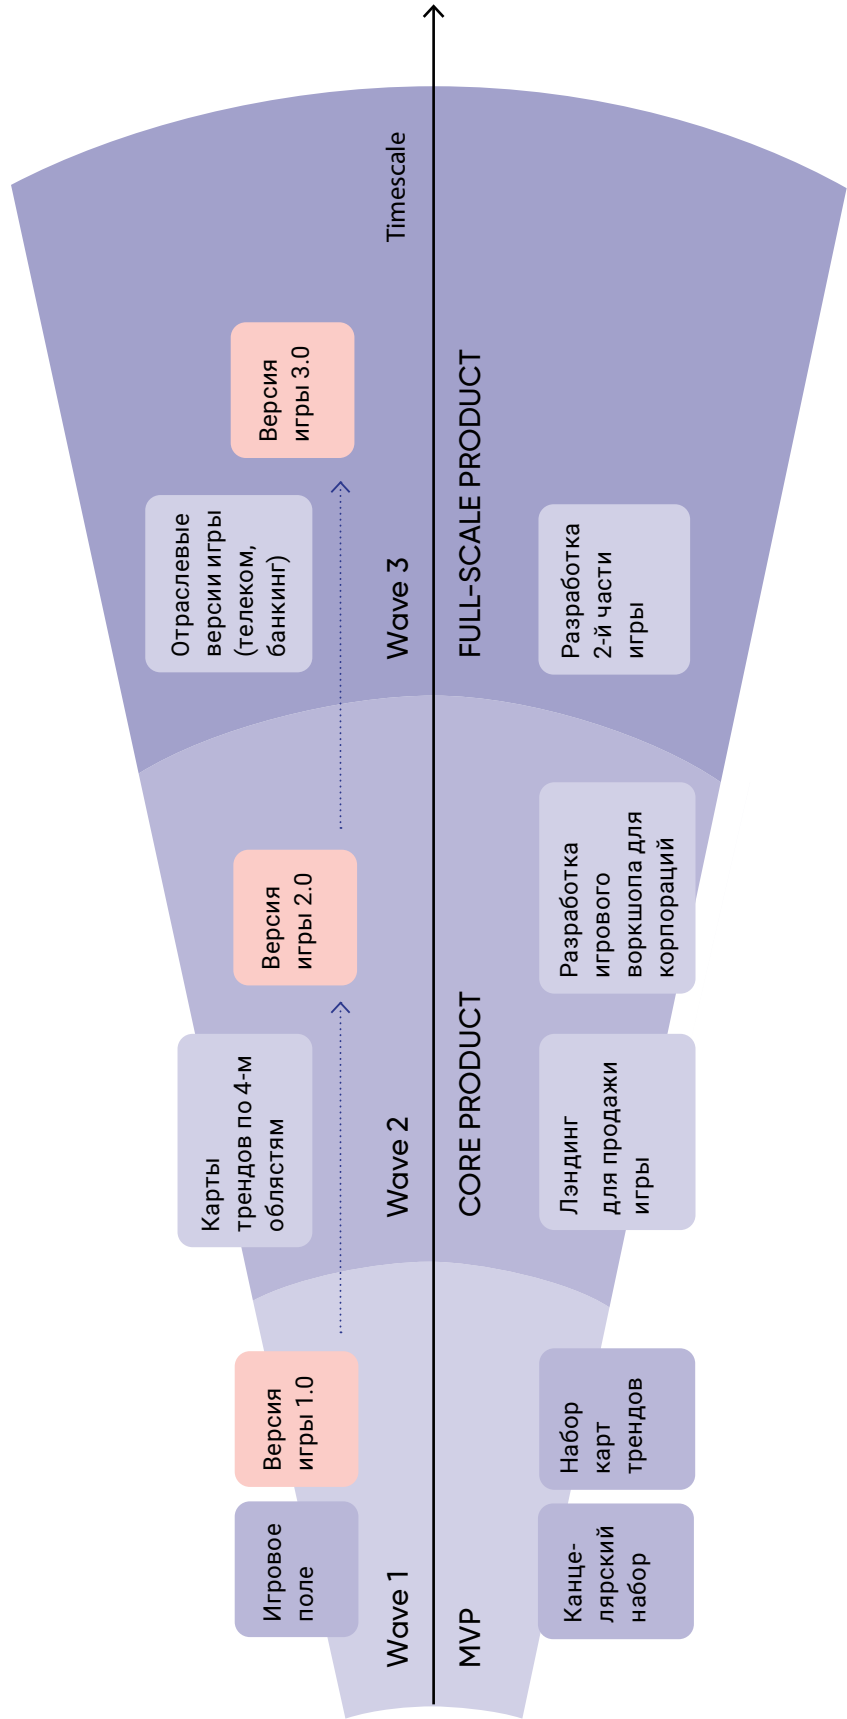 Игровое
поле
Версия
игры 1.0
Wave 1
MVP
Канце-
лярский
набор
Набор
карт
трендов
Карты
трендов по 4-м
облястям
Версия
игры 2.0
Wave 2
CORE PRODUCT
Лэндинг
для продажи
игры
Разработка
игрового
воркшопа для
корпораций
Отраслевые
версии игры
(телеком,
банкинг)
Версия
игры 3.0
Wave 3
Timescale
FULL-SCALE PRODUCT
Разработка
2-й части
игры